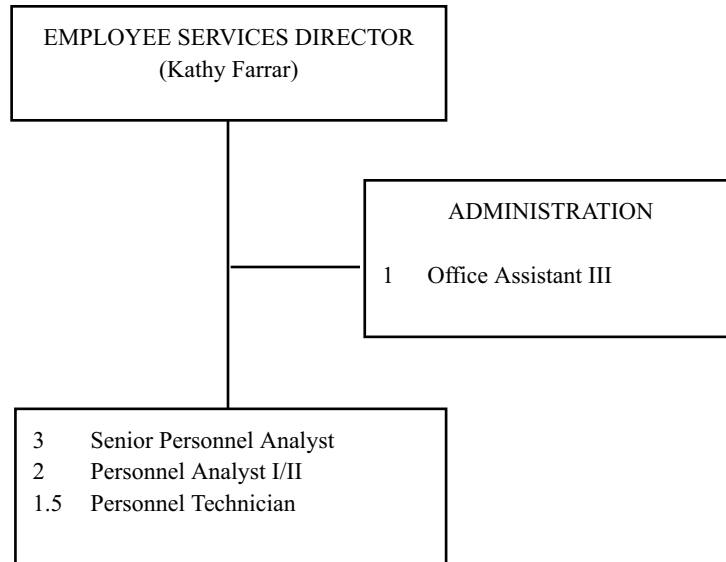 EMPLOYEE SERVICES DIRECTOR
(Kathy Farrar)
ADMINISTRATION
1 Office Assistant III
3 Senior Personnel Analyst
2 Personnel Analyst I/II
1.5 Personnel Technician